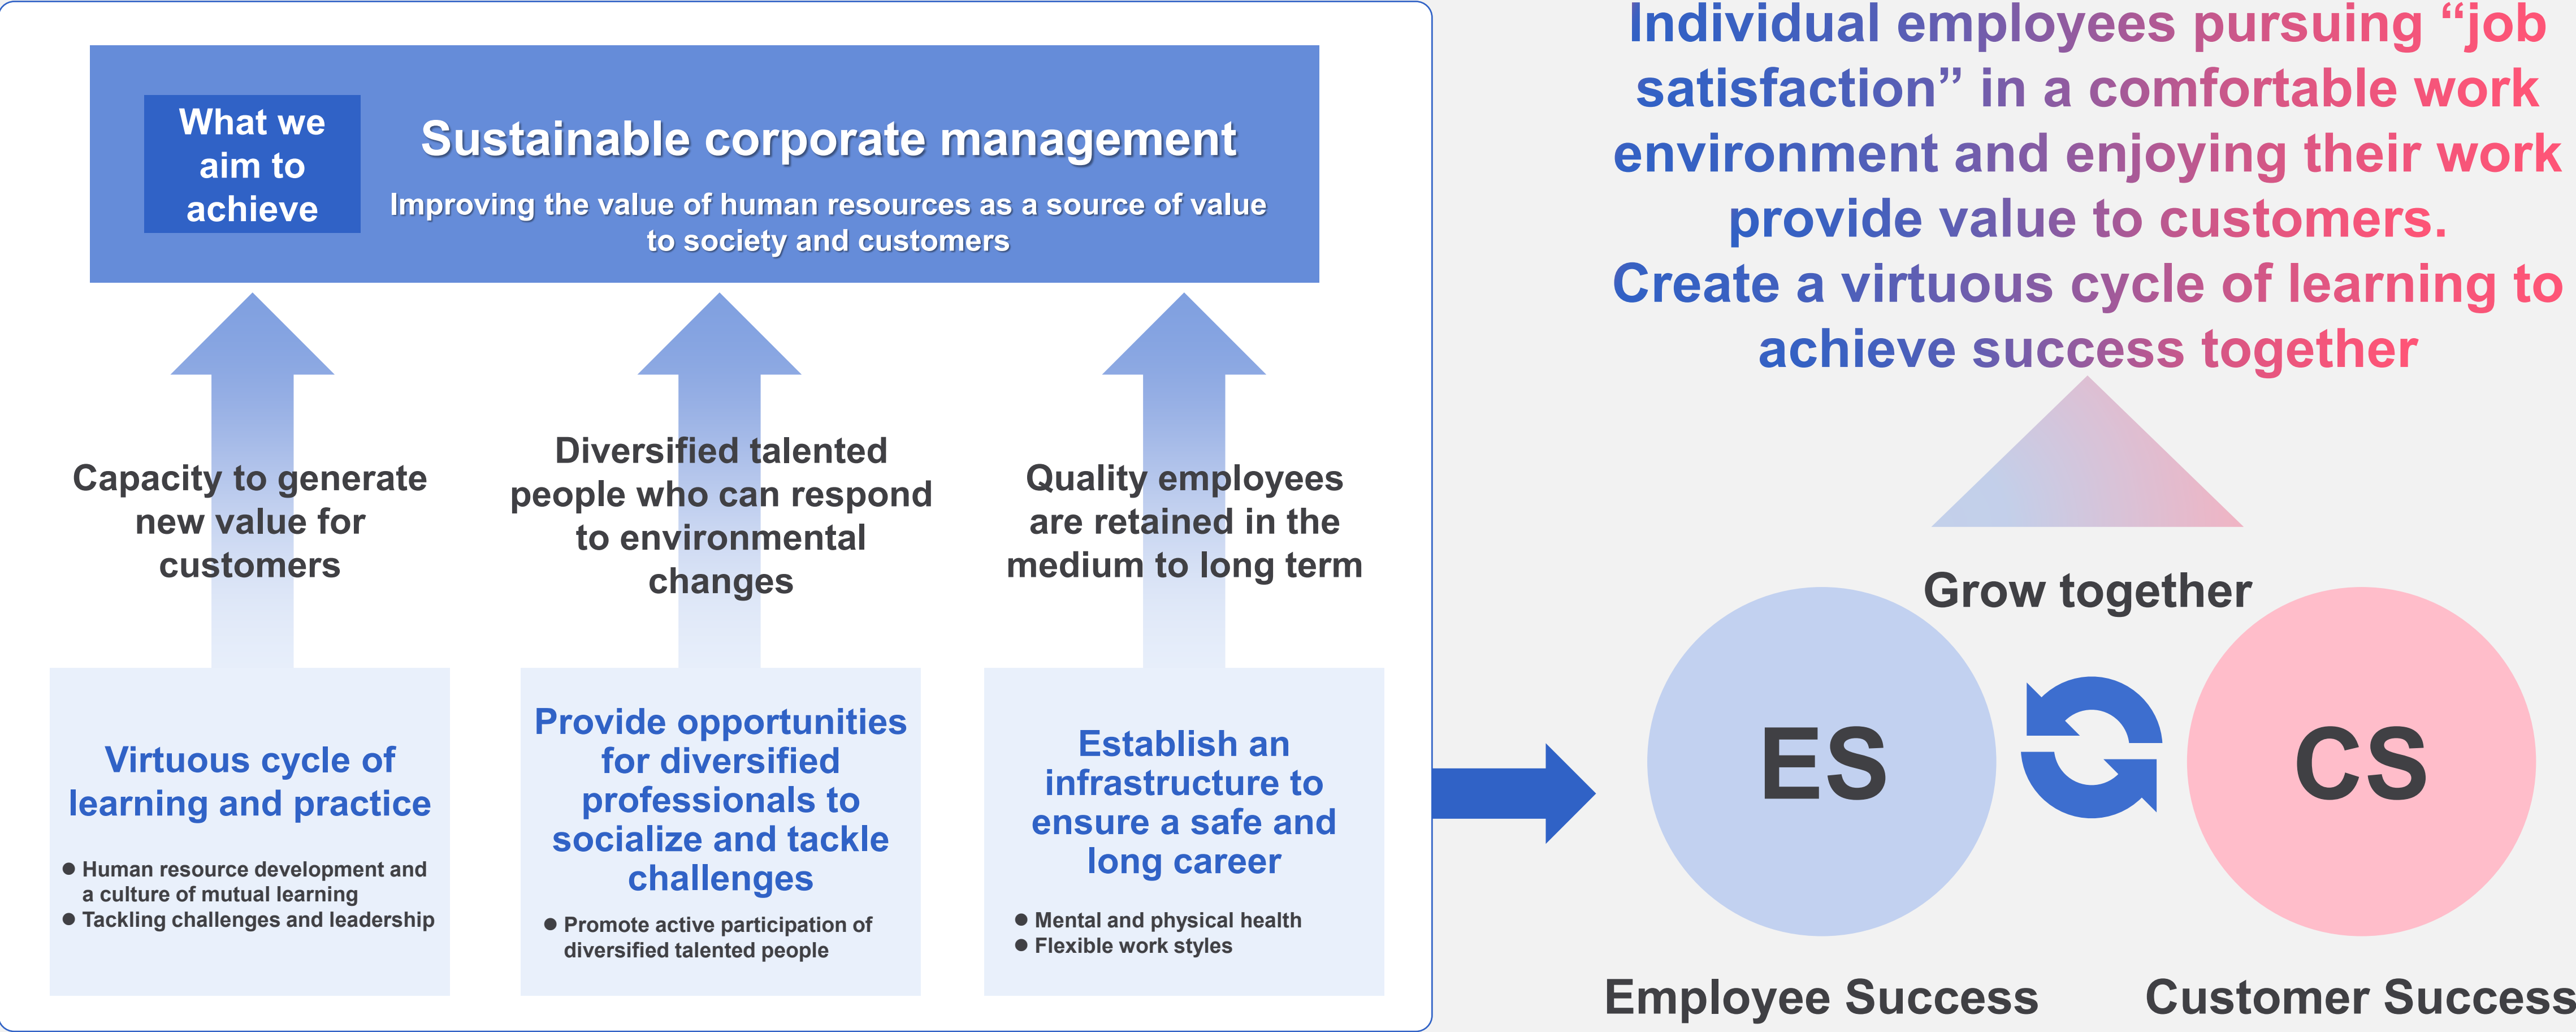 What we
aim to
achieve
Sustainable corporate management
Improving the value of human resources as a source of value
to society and customers
Capacity to generate
new value for
customers
Diversified talented
people who can respond
to environmental
changes
Quality employees
are retained in the
medium to long term
Virtuous cycle of
learning and practice
● Human resource development and
a culture of mutual learning
● Tackling challenges and leadership
Provide opportunities
for diversified
professionals to
socialize and tackle
challenges
● Promote active participation of
diversified talented people
Establish an
infrastructure to
ensure a safe and
long career
● Mental and physical health
● Flexible work styles
Individual employees pursuing “job
satisfaction” in a comfortable work
environment and enjoying their work
provide value to customers.
Create a virtuous cycle of learning to
achieve success together
Grow together
ES
CS
Employee Success
Customer Success